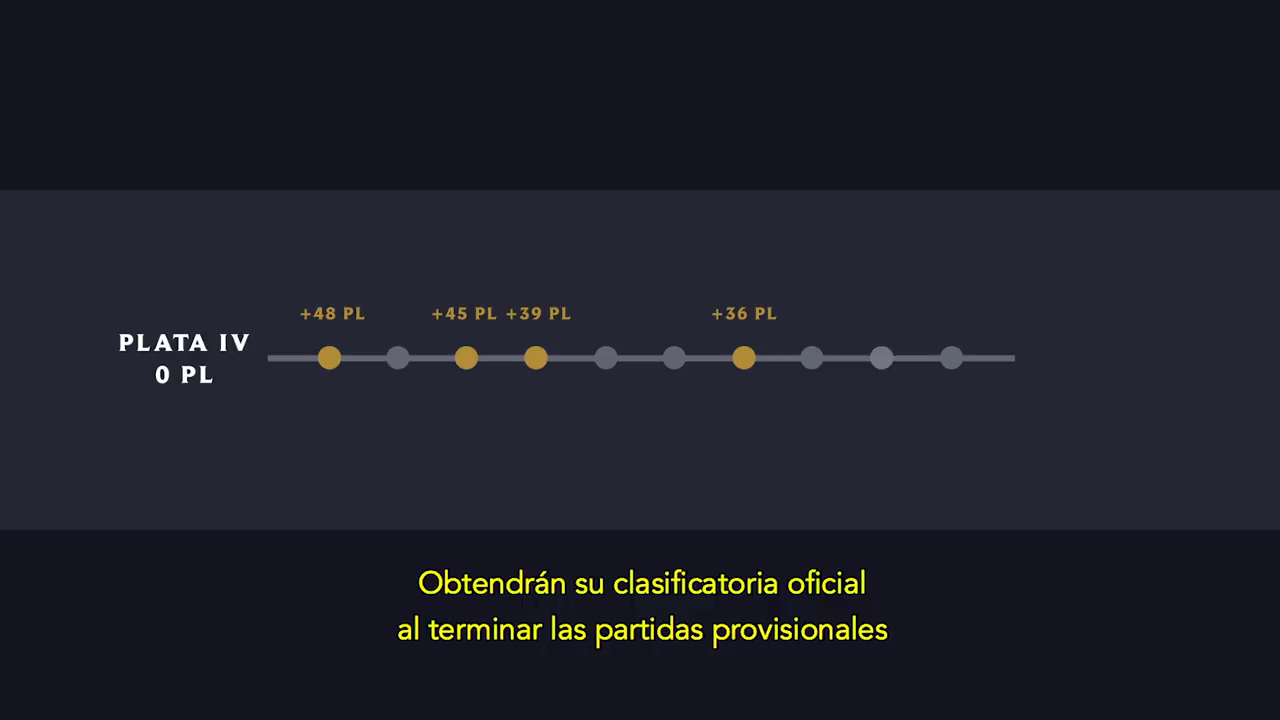 +48 PL +45 PL +39 PL +36 PL
PLATA IV
0 PL
Obtendrán su clasificatoria oficial
al terminar las partidas provisionales